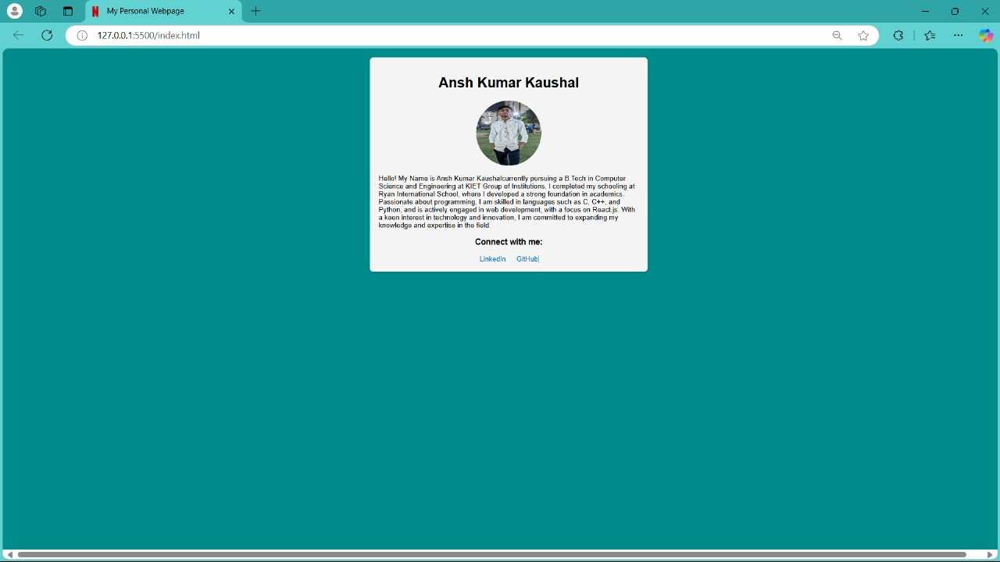 My Personal Webpage
127.0.0.1:5500/index.html
Ansh Kumar Kaushal
Hello! My Name is Ansh Kumar Kaushalcurrently pursuing a B.Tech in Computer
Science and Engineering at KIET Group of Institutions. I completed my schooling at
Ryan International School, where I developed a strong foundation in academics.
Passionate about programming, I am skilled in languages such as C, C++, and
Python, and is actively engaged in web development, with a focus on React.js. With
a keen interest in technology and innovation, I am committed to expanding my
knowledge and expertise in the field.
Connect with me:
LinkedIn GitHub